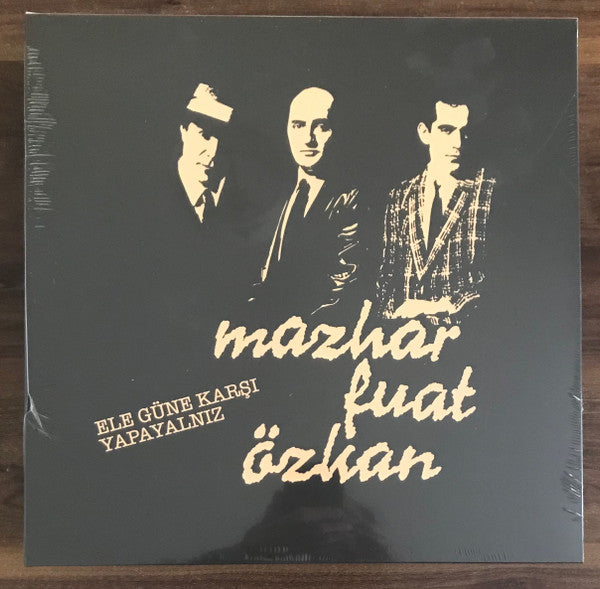 mazhar
fuat
özkan
ELE GÜNE KARŞI
YAPAYALNIZ